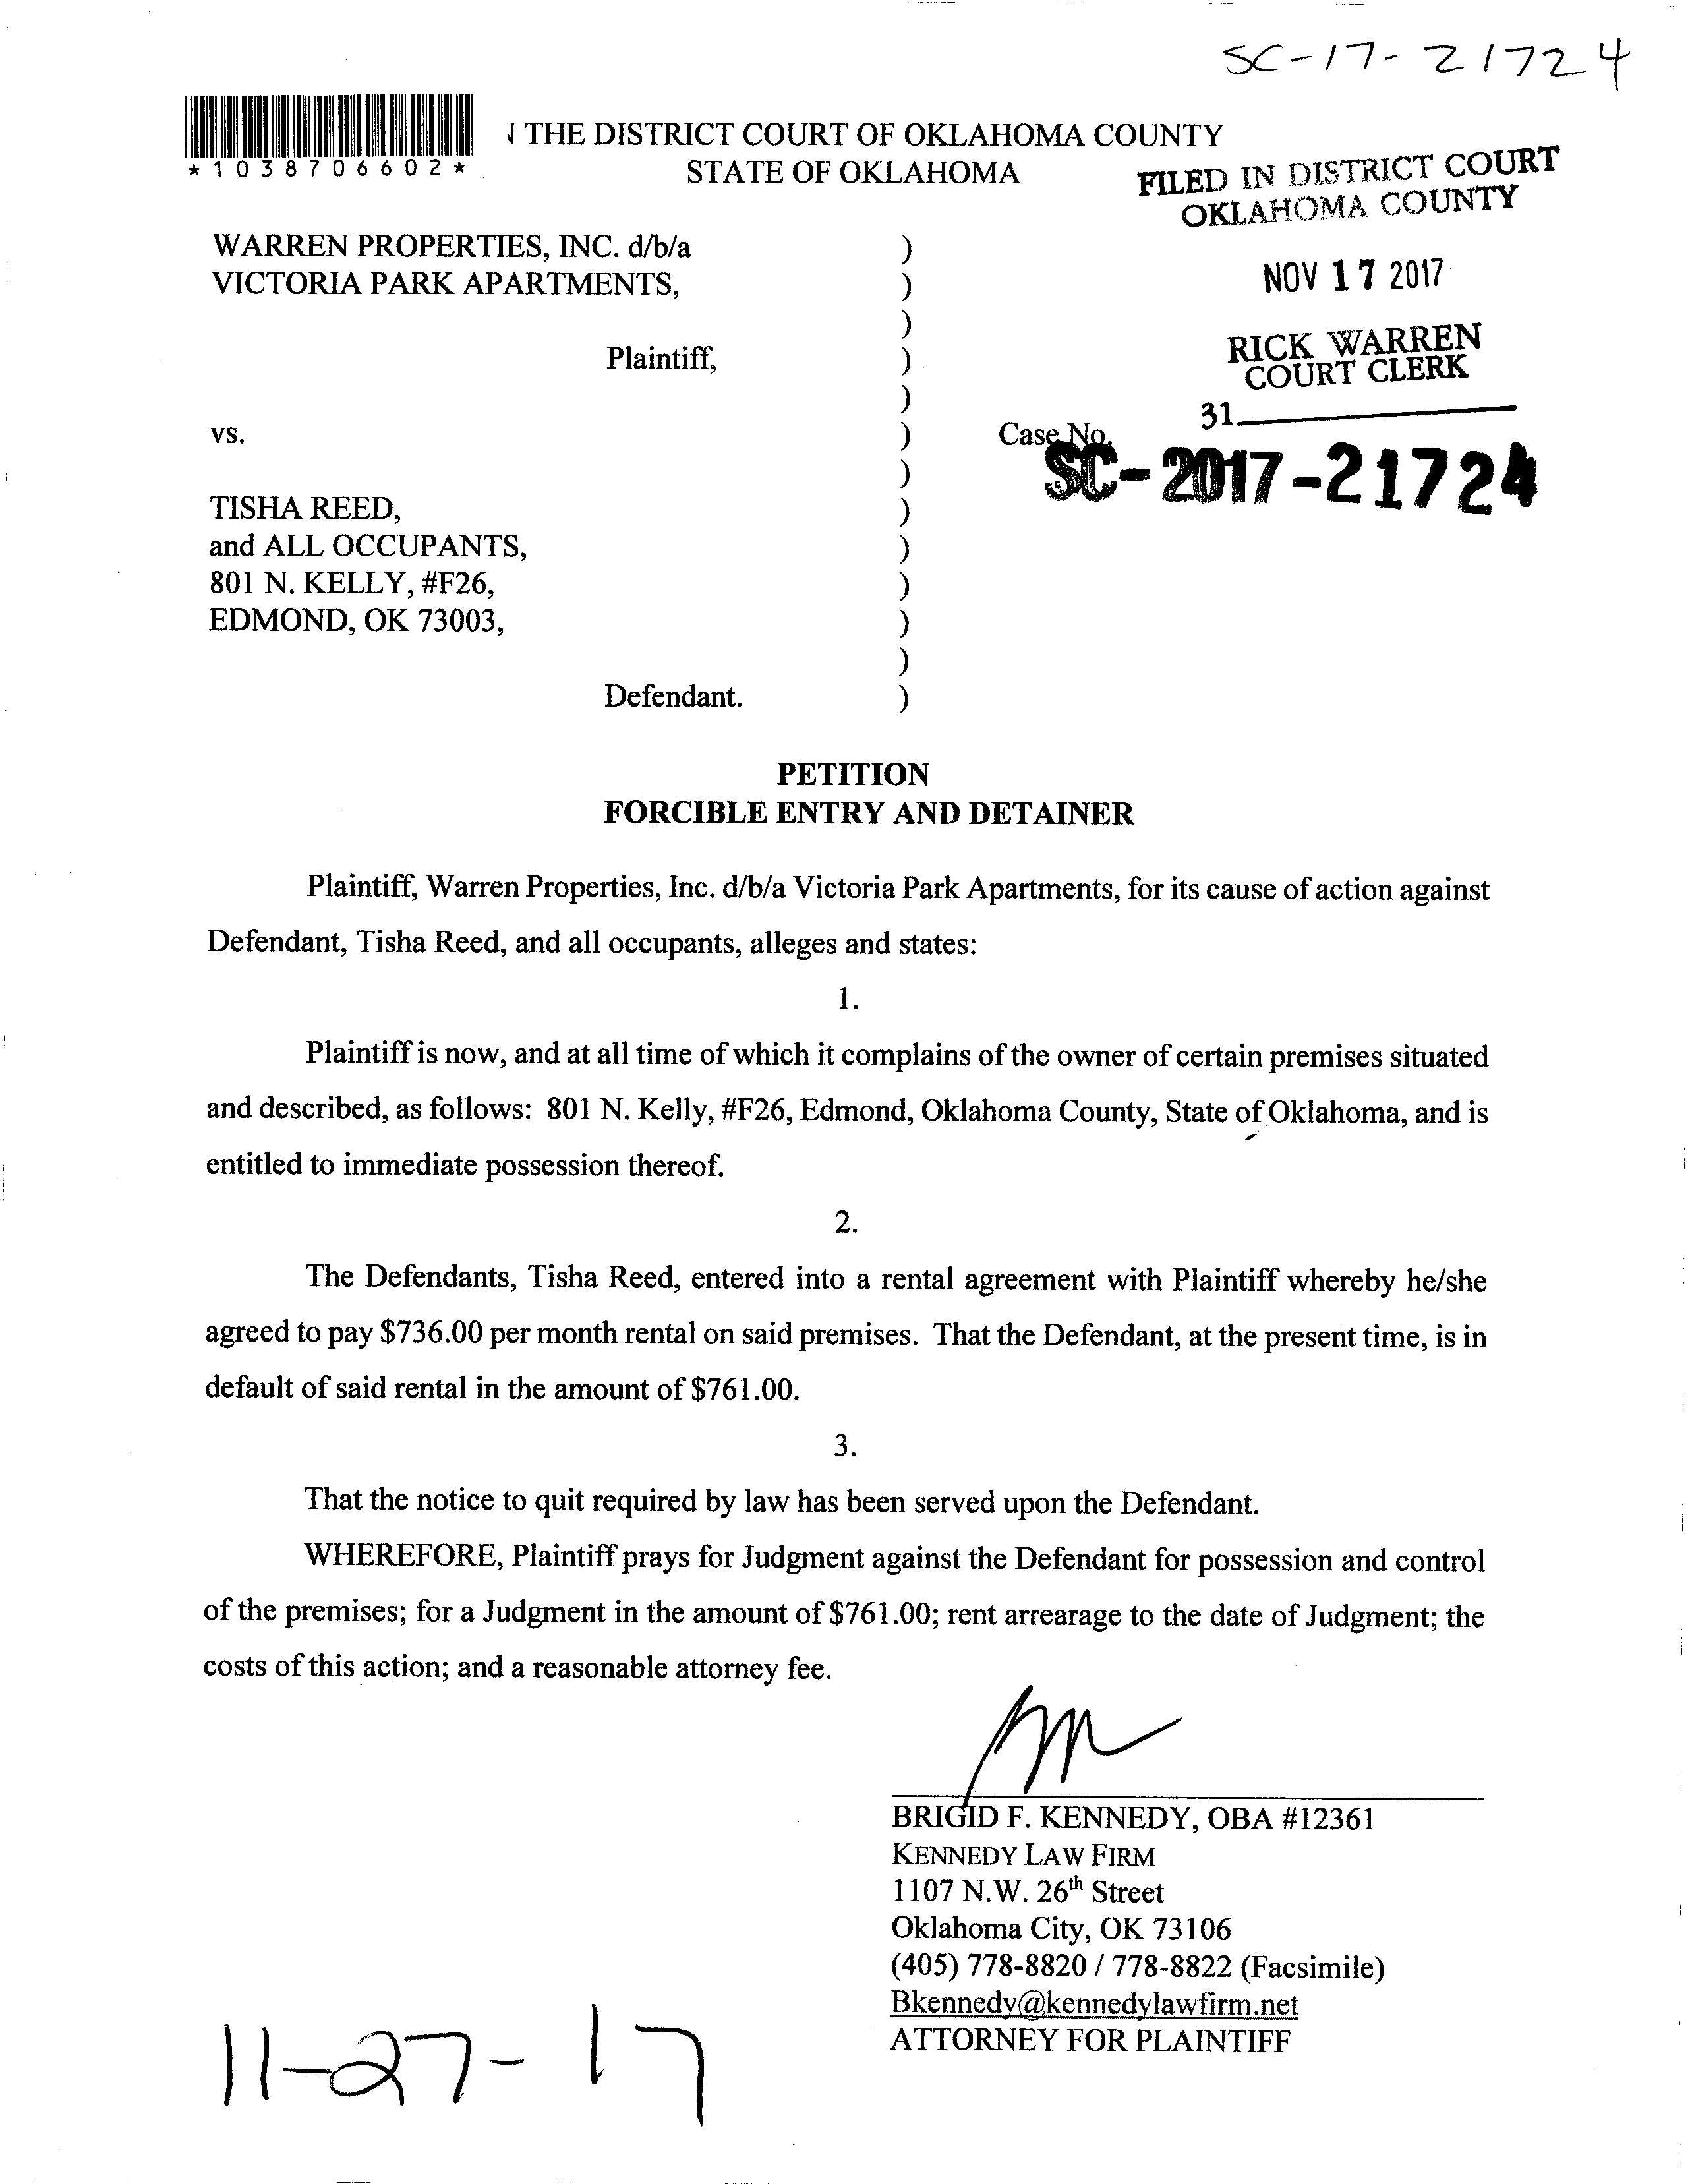 SC-17-21724
*1038706602*
THE DISTRICT COURT OF OKLAHOMA COUNTY
STATE OF OKLAHOMA
FILED IN DISTRICT COURT
OKLAHOMA COUNTY
WARREN PROPERTIES, INC. d/b/a )
VICTORIA PARK APARTMENTS, )
NOV 17 2017
)
Plaintiff, )
RICK WARREN
COURT CLERK
)
31
vs. ) Case No.
SC-2017-21724
)
TISHA REED, )
and ALL OCCUPANTS, )
801 N. KELLY, #F26, )
EDMOND, OK 73003, )
)
Defendant. )
PETITION
FORCIBLE ENTRY AND DETAINER
Plaintiff, Warren Properties, Inc. d/b/a Victoria Park Apartments, for its cause of action against
Defendant, Tisha Reed, and all occupants, alleges and states:
1.
Plaintiff is now, and at all time of which it complains of the owner of certain premises situated
and described, as follows: 801 N. Kelly, #F26, Edmond, Oklahoma County, State of Oklahoma, and is
entitled to immediate possession thereof.
2.
The Defendants, Tisha Reed, entered into a rental agreement with Plaintiff whereby he/she
agreed to pay $736.00 per month rental on said premises. That the Defendant, at the present time, is in
default of said rental in the amount of $761.00.
3.
That the notice to quit required by law has been served upon the Defendant.
WHEREFORE, Plaintiff prays for Judgment against the Defendant for possession and control
of the premises; for a Judgment in the amount of $761.00; rent arrearage to the date of Judgment; the
costs of this action; and a reasonable attorney fee.
BRIGID F. KENNEDY, OBA #12361
KENNEDY LAW FIRM
1107 N.W. 26th Street
Oklahoma City, OK 73106
(405) 778-8820 / 778-8822 (Facsimile)
Bkennedy@kennedylawfirm.net
ATTORNEY FOR PLAINTIFF
11-27-17